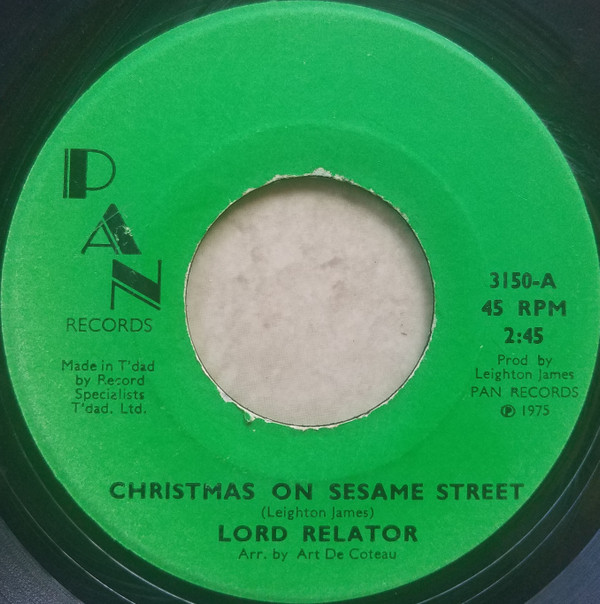 PAN
RECORDS
Made in T'dad
by Record
Specialists
T'dad. Ltd.
3150-A
45 RPM
2:45
Prod by
Leighton James
PAN RECORDS
℗ 1975
CHRISTMAS ON SESAME STREET
(Leighton James)
LORD RELATOR
Arr. by Art De Coteau